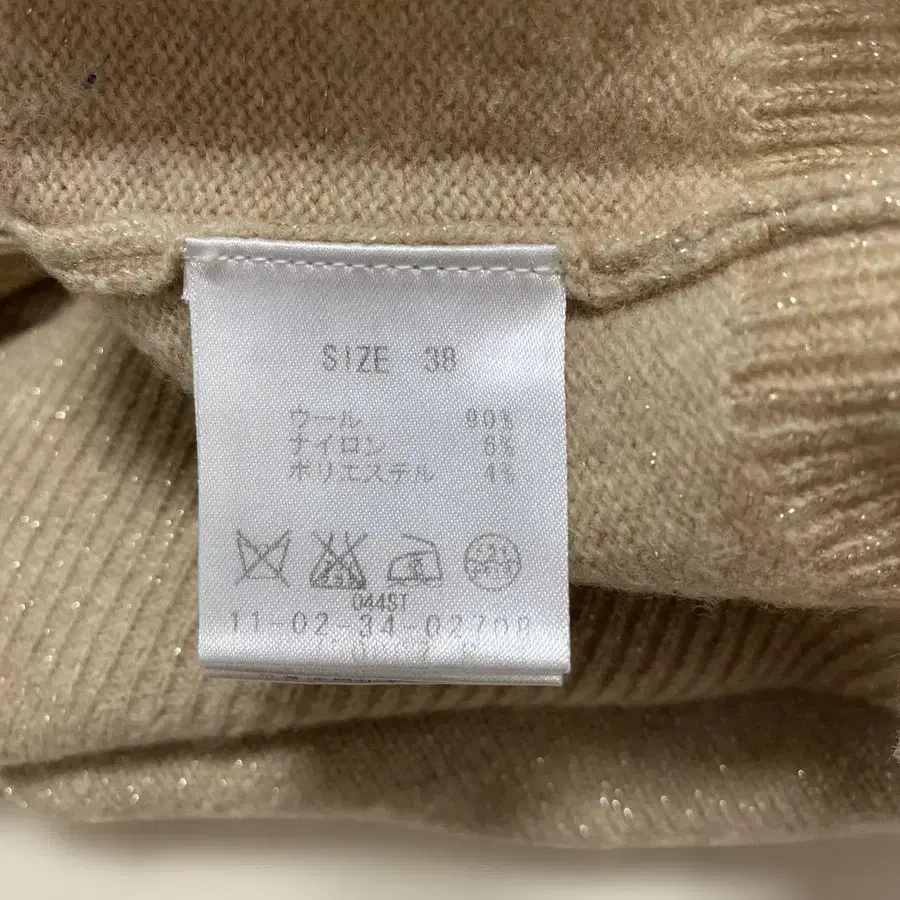 SIZE 38
ウール 90%
ナイロン 6%
ポリエステル 4%
044ST
11-02-34-02708